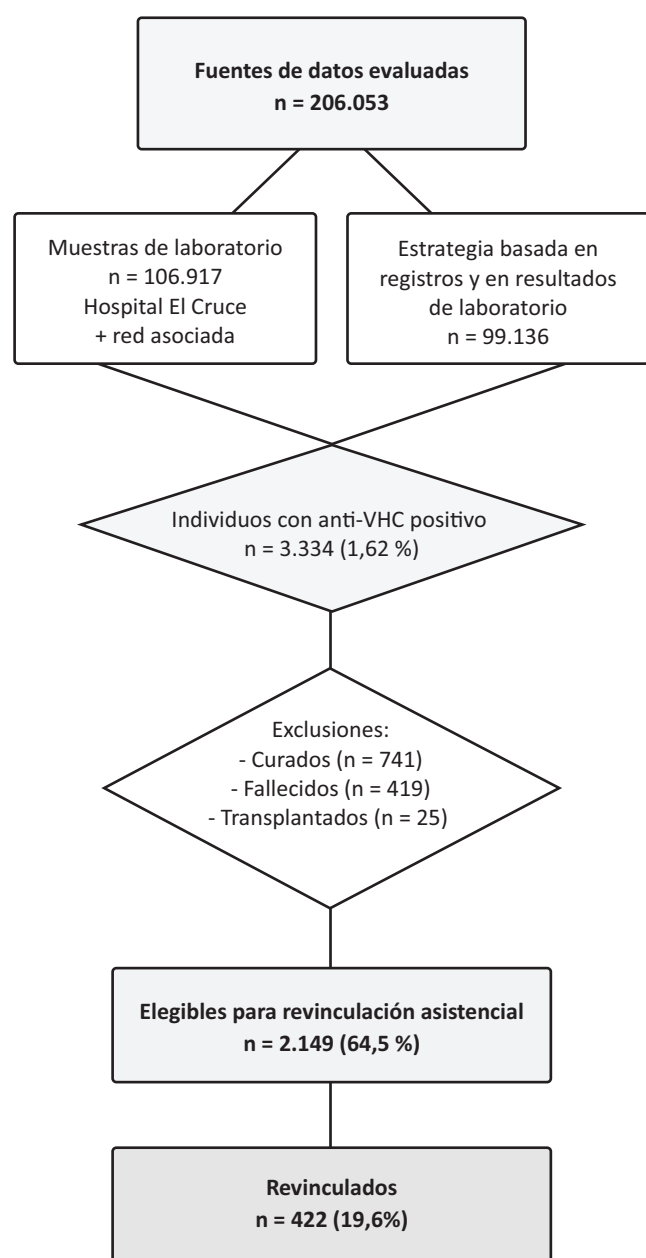 Fuentes de datos evaluadas
n = 206.053
Muestras de laboratorio
n = 106.917
Hospital El Cruce
+ red asociada
Estrategia basada en
registros y en resultados
de laboratorio
n = 99.136
Individuos con anti-VHC positivo
n = 3.334 (1,62 %)
Exclusiones:
- Curados (n = 741)
- Fallecidos (n = 419)
- Transplantados (n = 25)
Elegibles para revinculación asistencial
n = 2.149 (64,5 %)
Revinculados
n = 422 (19,6%)